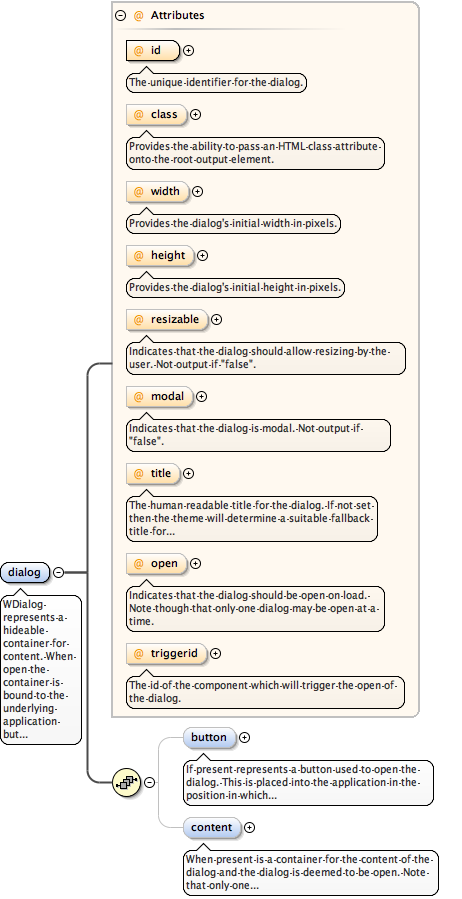 @ Attributes
@ id
The·unique·identifier·for·the·dialog.
@ class
Provides·the·ability·to·pass·an·HTML·class·attribute·
onto·the·root·output·element.
@ width
Provides·the·dialog's·initial·width·in·pixels.
@ height
Provides·the·dialog's·initial·height·in·pixels.
@ resizable
Indicates·that·the·dialog·should·allow·resizing·by·the·
user.·Not·output·if·"false".
@ modal
Indicates·that·the·dialog·is·modal.·Not·output·if·
"false".
@ title
The·human·readable·title·for·the·dialog.·If·not·set·
then·the·theme·will·determine·a·suitable·fallback·
title·for...
@ open
Indicates·that·the·dialog·should·be·open·on·load.·
Note·though·that·only·one·dialog·may·be·open·at·a·
time.
@ triggerid
The·id·of·the·component·which·will·trigger·the·open·of·
the·dialog.
dialog
WDialog·
represents·a·
hideable·
container·for·
content.·When·
open·the·
container·is·
bound·to·the·
underlying·
application·
but...
button
If·present·represents·a·button·used·to·open·the·
dialog.·This·is·placed·into·the·application·in·the·
position·in·which...
content
When·present·is·a·container·for·the·content·of·the·
dialog·and·the·dialog·is·deemed·to·be·open.·Note·
that·only·one...